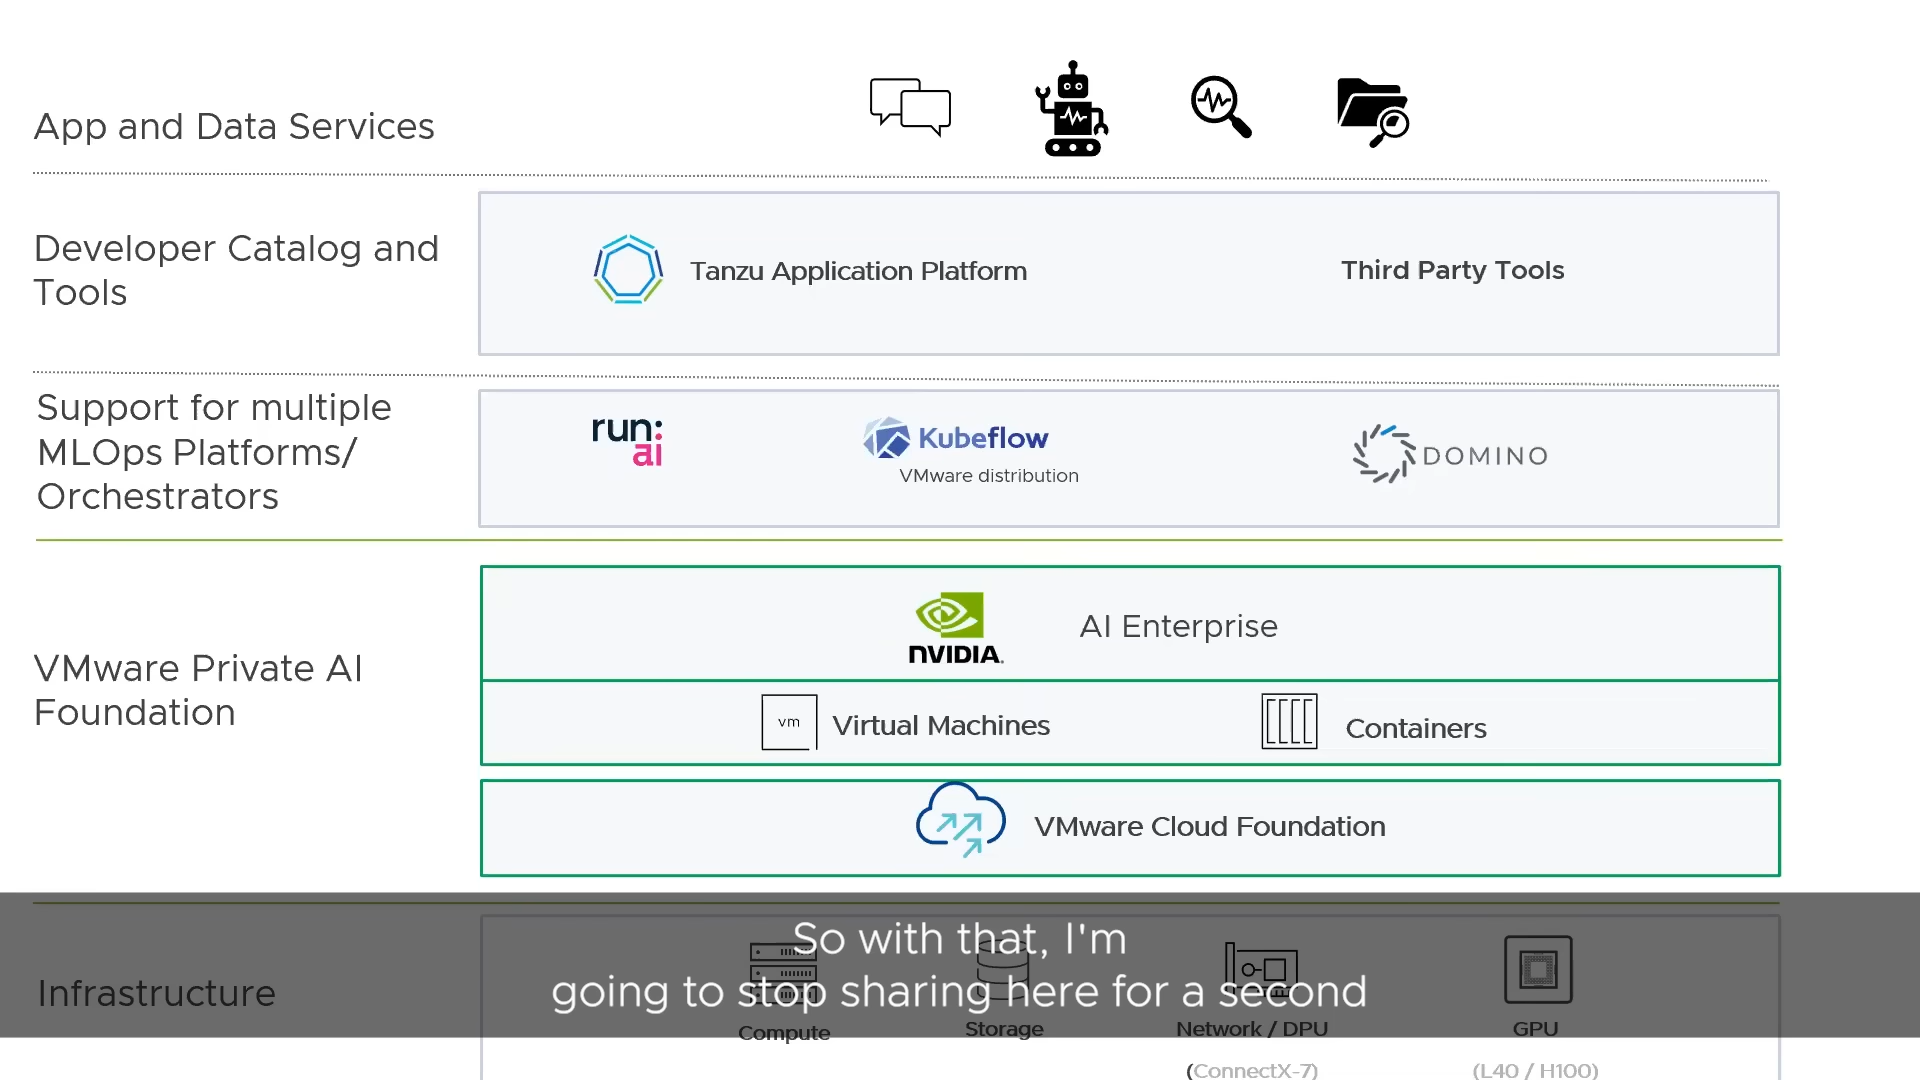 App and Data Services
Developer Catalog and
Tools
Tanzu Application Platform
Third Party Tools
Support for multiple
MLOps Platforms/
Orchestrators
run:
ai
Kubeflow
VMware distribution
DOMINO
VMware Private AI
Foundation
NVIDIA.
AI Enterprise
vm
Virtual Machines
Containers
VMware Cloud Foundation
Infrastructure
So with that, I'm
going to stop sharing here for a second
Compute
Storage
Network / DPU
GPU
(ConnectX-7)
(L40 / H100)